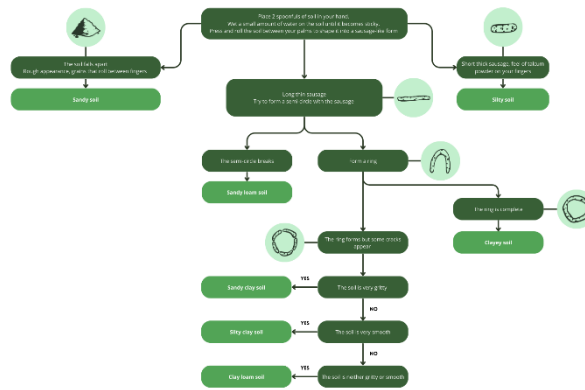 Place 2 spoonfuls of soil in your hand.
Wet a small amount of water on the soil until it becomes sticky.
Press and roll the soil between your palms to shape it into a sausage-like form
The soil falls apart
Rough appearance, grains that roll between fingers
Sandy soil
Short thick sausage, feel of talcum
powder on your fingers
Silty soil
Long thin sausage
Try to form a semi-circle with the sausage
The semi-circle breaks
Sandy loam soil
Form a ring
The ring is complete
Clayey soil
The ring forms but some cracks
appear
Sandy clay soil
YES
The soil is very gritty
NO
Silty clay soil
YES
The soil is very smooth
NO
Clay loam soil
YES
The soil is neither gritty or smooth